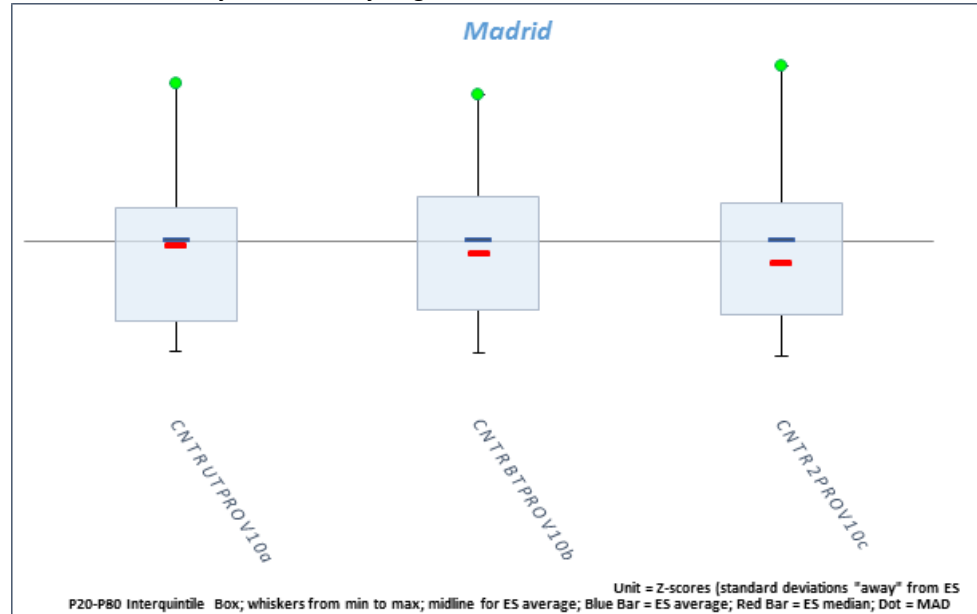 Madrid
CNTRUTPROV10a
CNTRBTPROV10b
CNTR2PROV10c
Unit = Z-scores (standard deviations "away" from ES
P20-P80 Interquintile Box; whiskers from min to max; midline for ES average; Blue Bar = ES average; Red Bar = ES median; Dot = MAD